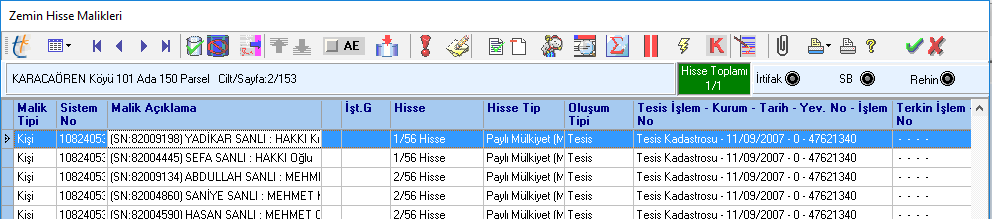 Zemin Hisse Malikleri
AE
K
KARACAÖREN Köyü 101 Ada 150 Parsel Cilt/Sayfa:2/153
Hisse Toplamı
1/1
İrtifak
SB
Rehin
Malik Tipi Sistem No Malik Açıklama İşt.G Hisse Hisse Tip Oluşum Tipi Tesis İşlem - Kurum - Tarih - Yev. No - İşlem No Terkin İşlem - No
Kişi 10824053 (SN:82009198) YADİKAR SANLI : HAKKI Kı 1/56 Hisse Paylı Mülkiyet (M Tesis Tesis Kadastrosu - 11/09/2007 - 0 - 47621340 - - - -
Kişi 10824053 (SN:82004445) SEFA SANLI : HAKKI Oğlu 1/56 Hisse Paylı Mülkiyet (M Tesis Tesis Kadastrosu - 11/09/2007 - 0 - 47621340 - - - -
Kişi 10824053 (SN:82009134) ABDULLAH SANLI : MEHMET 2/56 Hisse Paylı Mülkiyet (M Tesis Tesis Kadastrosu - 11/09/2007 - 0 - 47621340 - - - -
Kişi 10824053 (SN:82004860) SANİYE SANLI : MEHMET K 2/56 Hisse Paylı Mülkiyet (M Tesis Tesis Kadastrosu - 11/09/2007 - 0 - 47621340 - - - -
Kişi 10824053 (SN:82004590) HASAN SANLI : MEHMET O 2/56 Hisse Paylı Mülkiyet (M Tesis Tesis Kadastrosu - 11/09/2007 - 0 - 47621340 - - - -